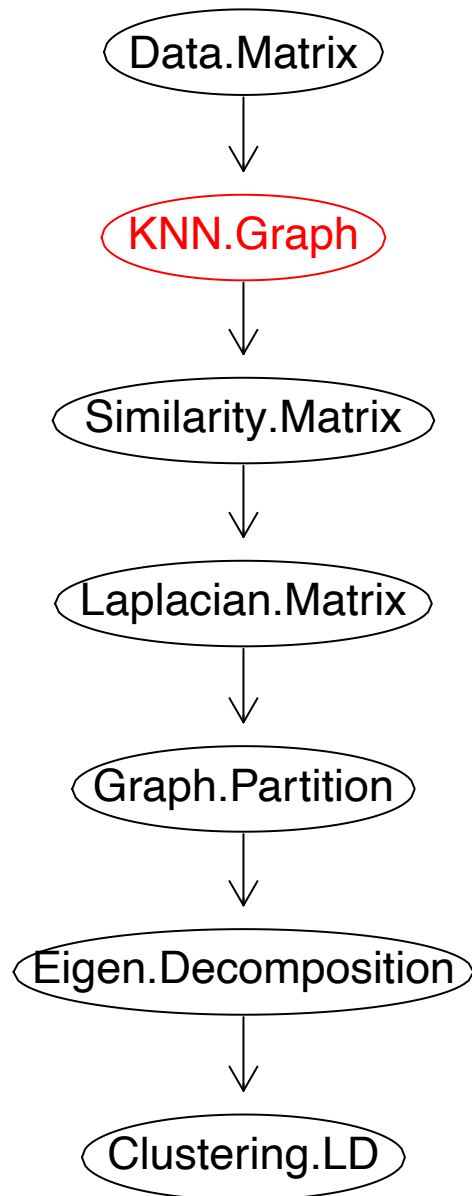 Data.Matrix
KNN.Graph
Similarity.Matrix
Laplacian.Matrix
Graph.Partition
Eigen.Decomposition
Clustering.LD